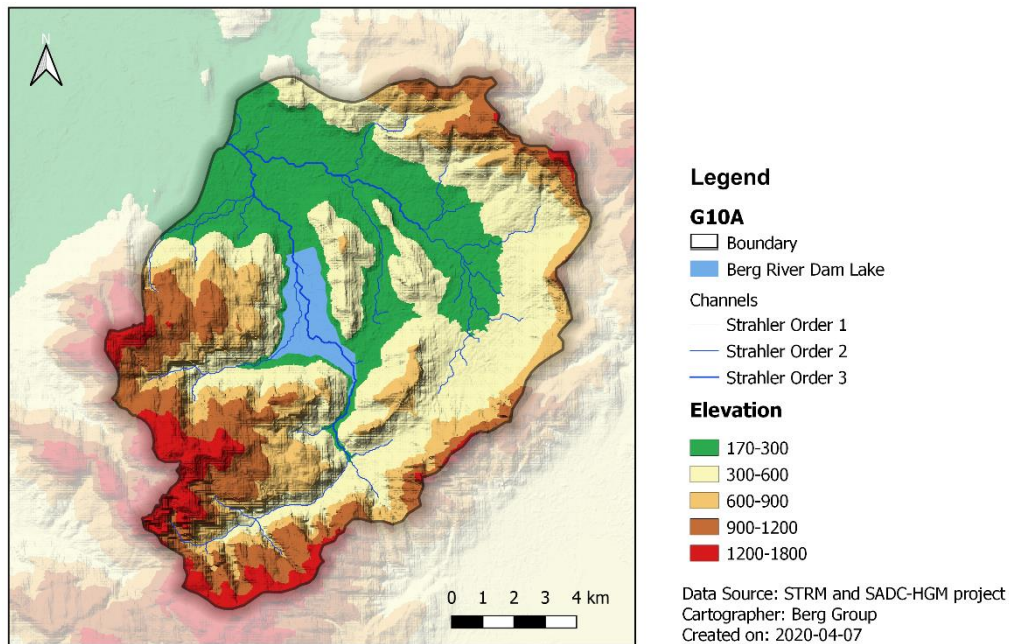 N
0 1 2 3 4 km
Legend
G10A
Boundary
Berg River Dam Lake
Channels
Strahler Order 1
Strahler Order 2
Strahler Order 3
Elevation
170-300
300-600
600-900
900-1200
1200-1800
Data Source: STRM and SADC-HGM project
Cartographer: Berg Group
Created on: 2020-04-07